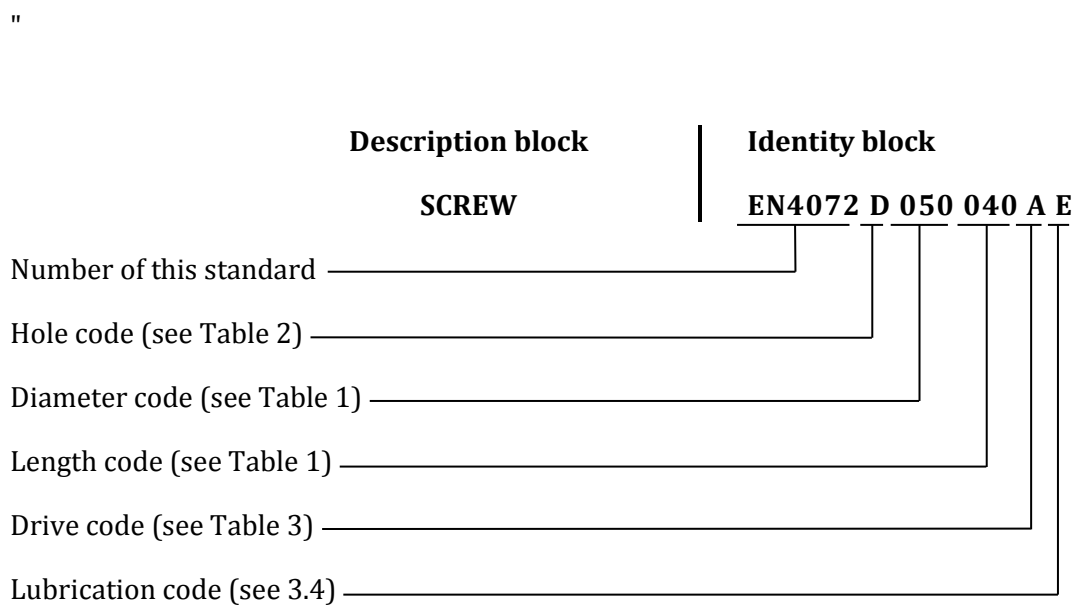 "
Description block Identity block
SCREW EN4072 D 050 040 A E
Number of this standard
Hole code (see Table 2)
Diameter code (see Table 1)
Length code (see Table 1)
Drive code (see Table 3)
Lubrication code (see 3.4)